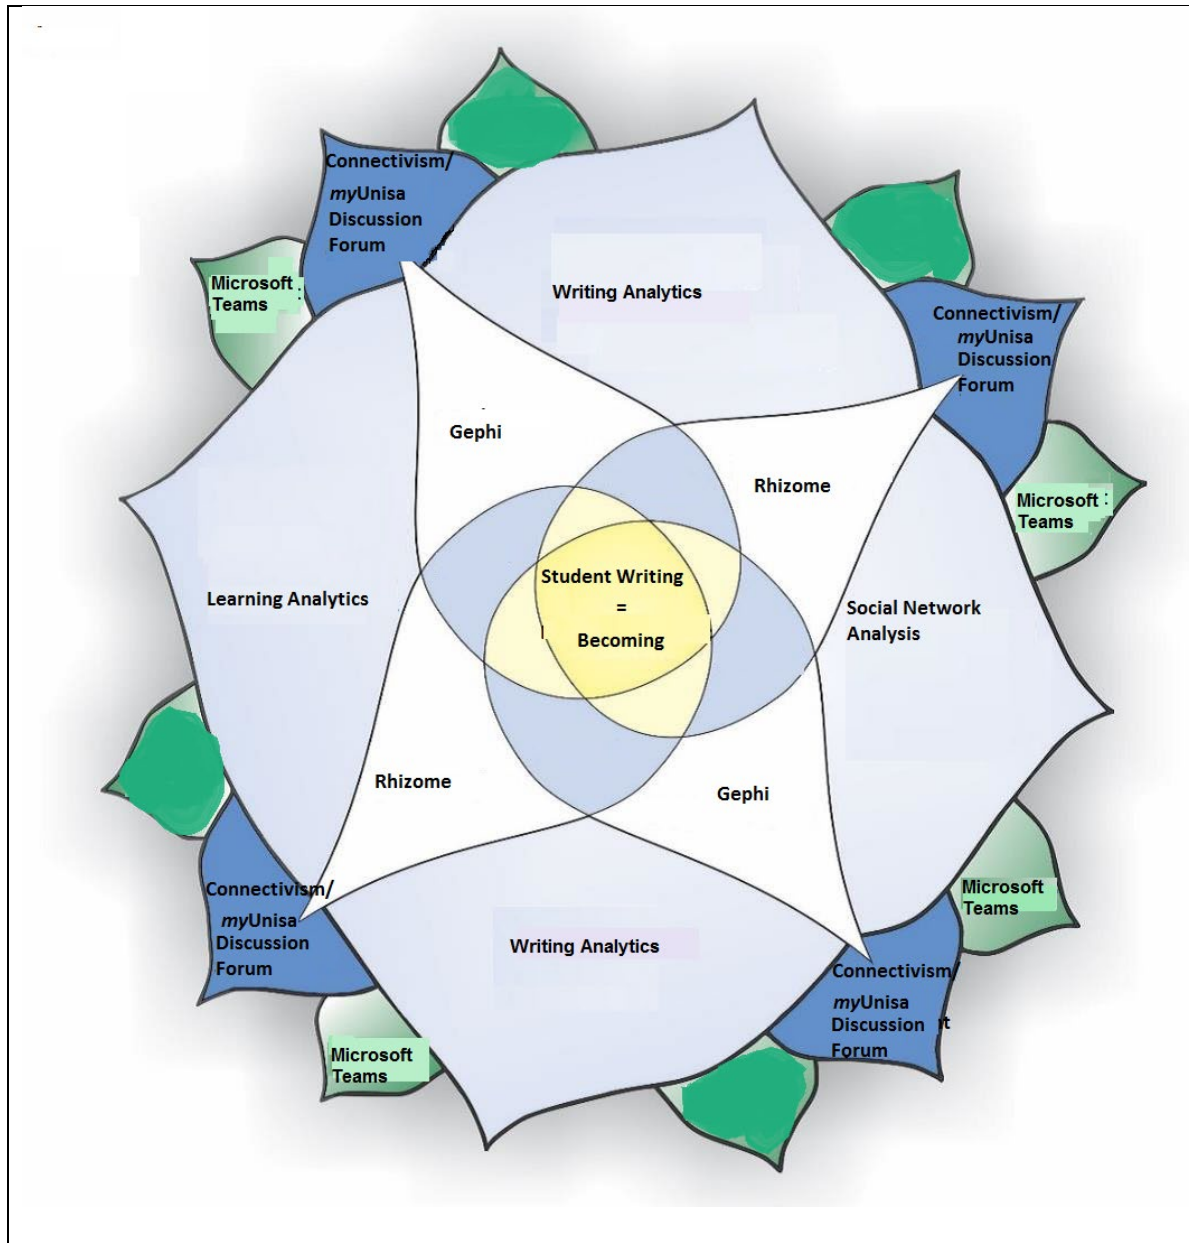 Connectivism/
myUnisa
Discussion
Forum
Microsoft :
Teams
Writing Analytics
Connectivism/
myUnisa
Discussion
Forum
Gephi
Rhizome
Microsoft :
Teams
Student Writing
=
Becoming
Learning Analytics
Social Network
Analysis
Rhizome
Gephi
Connectivism/
myUnisa
Discussion
Forum
Microsoft
Teams
Writing Analytics
Connectivism/
myUnisa
Discussion
Forum
Microsoft
Teams